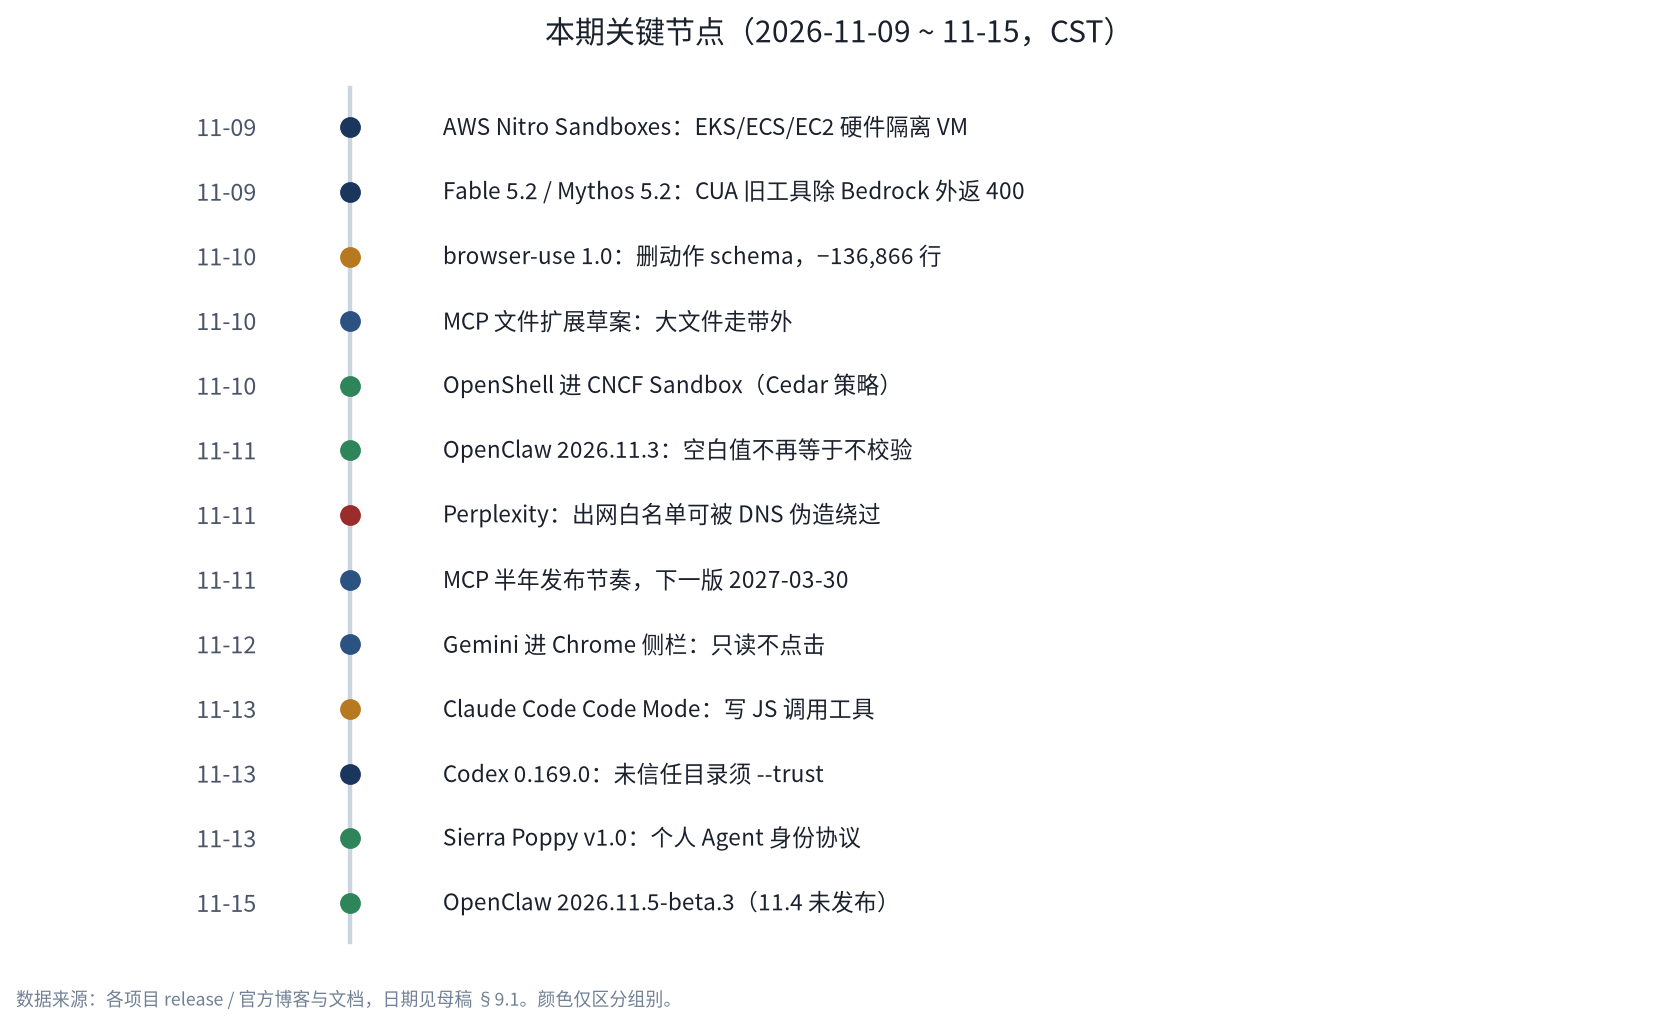 本期关键节点（2026-11-09 ~ 11-15，CST）
11-09 AWS Nitro Sandboxes：EKS/ECS/EC2 硬件隔离 VM
11-09 Fable 5.2 / Mythos 5.2：CUA 旧工具除 Bedrock 外返 400
11-10 browser-use 1.0：删动作 schema，−136,866 行
11-10 MCP 文件扩展草案：大文件走带外
11-10 OpenShell 进 CNCF Sandbox（Cedar 策略）
11-11 OpenClaw 2026.11.3：空白值不再等于不校验
11-11 Perplexity：出网白名单可被 DNS 伪造绕过
11-11 MCP 半年发布节奏，下一版 2027-03-30
11-12 Gemini 进 Chrome 侧栏：只读不点击
11-13 Claude Code Code Mode：写 JS 调用工具
11-13 Codex 0.169.0：未信任目录须 --trust
11-13 Sierra Poppy v1.0：个人 Agent 身份协议
11-15 OpenClaw 2026.11.5-beta.3（11.4 未发布）
数据来源：各项目 release / 官方博客与文档，日期见母稿 §9.1。颜色仅区分组别。